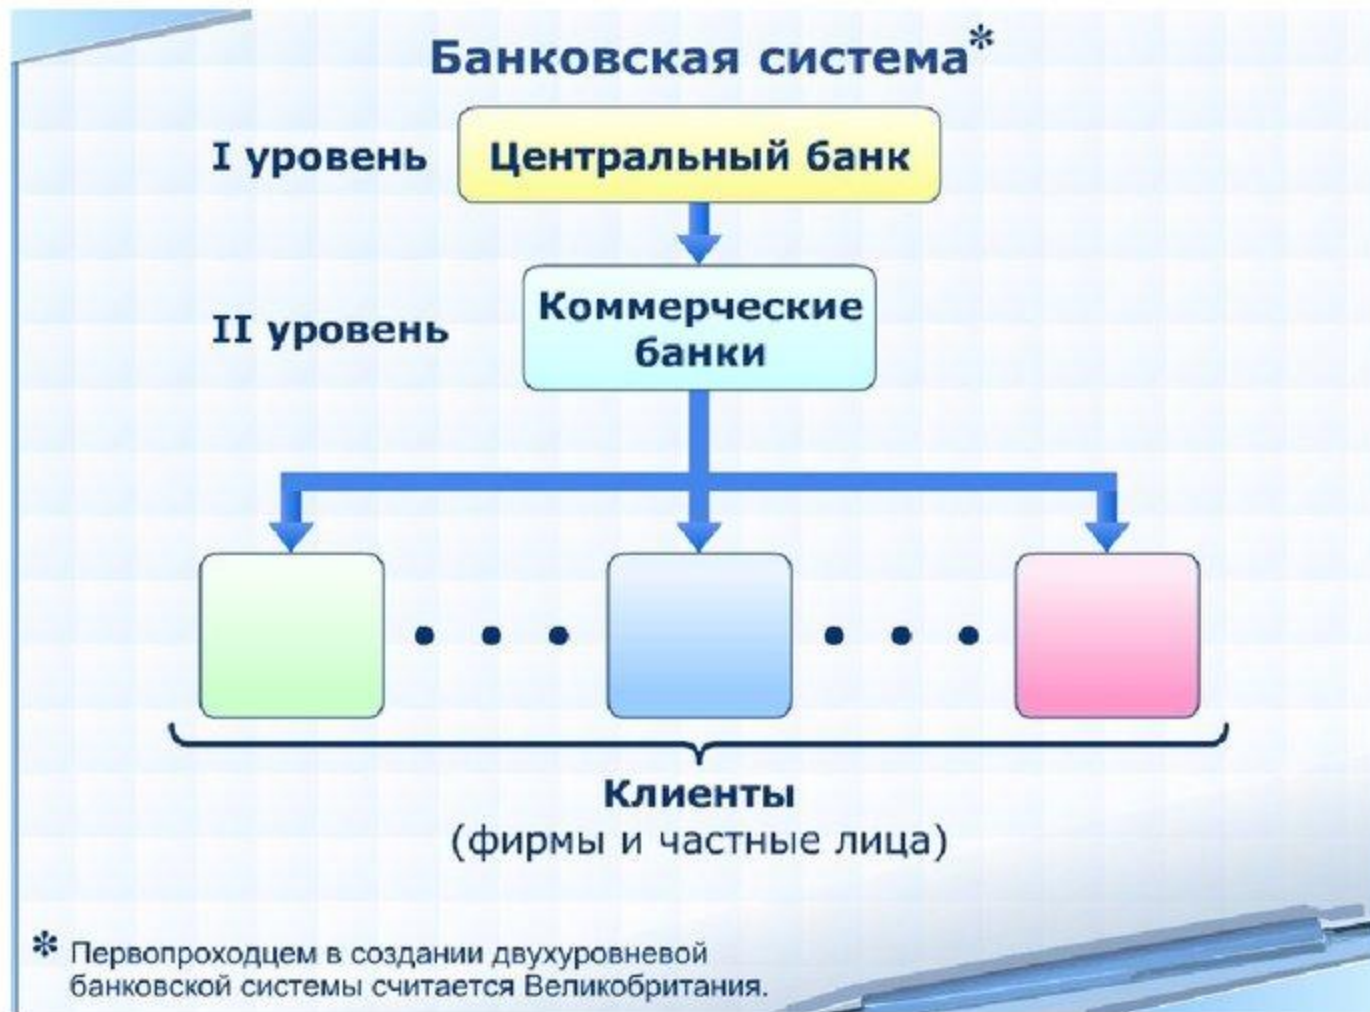 Банковская система*
I уровень
Центральный банк
II уровень
Коммерческие
банки
Клиенты
(фирмы и частные лица)
* Первопроходцем в создании двухуровневой
банковской системы считается Великобритания.